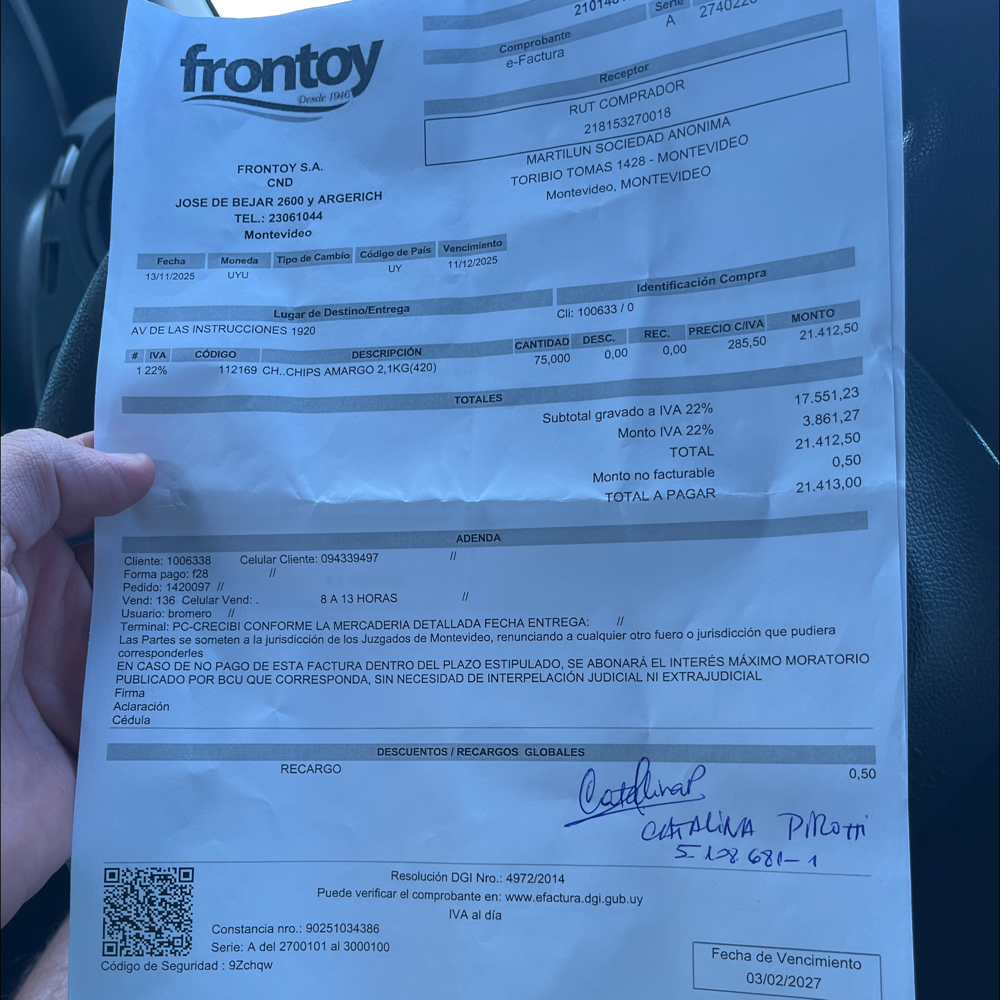 frontoy
Desde 1946
Serie
A
Comprobante
e-Factura
Receptor
RUT COMPRADOR
218153270018
MARTILUN SOCIEDAD ANONIMA
TORIBIO TOMAS 1428 - MONTEVIDEO
Montevideo, MONTEVIDEO
FRONTOY S.A.
CND
JOSE DE BEJAR 2600 y ARGERICH
TEL.: 23061044
Montevideo
Fecha Moneda Tipo de Cambio Código de País Vencimiento
13/11/2025 UYU UY 11/12/2025
Lugar de Destino/Entrega Identificación Compra
AV DE LAS INSTRUCCIONES 1920 Cli: 100633 / 0
# IVA CÓDIGO DESCRIPCIÓN CANTIDAD DESC. REC. PRECIO C/IVA MONTO
1 22% 112169 CH..CHIPS AMARGO 2,1KG(420) 75,000 0,00 0,00 285,50 21.412,50
TOTALES
Subtotal gravado a IVA 22% 17.551,23
Monto IVA 22% 3.861,27
TOTAL 21.412,50
Monto no facturable 0,50
TOTAL A PAGAR 21.413,00
ADENDA
Cliente: 1006338 Celular Cliente: 094339497 //
Forma pago: f28 //
Pedido: 1420097 //
Vend: 136 Celular Vend: . 8 A 13 HORAS //
Usuario: bromero //
Terminal: PC-CRECIBI CONFORME LA MERCADERIA DETALLADA FECHA ENTREGA: //
Las Partes se someten a la jurisdicción de los Juzgados de Montevideo, renunciando a cualquier otro fuero o jurisdicción que pudiera
corresponderles
EN CASO DE NO PAGO DE ESTA FACTURA DENTRO DEL PLAZO ESTIPULADO, SE ABONARÁ EL INTERÉS MÁXIMO MORATORIO
PUBLICADO POR BCU QUE CORRESPONDA, SIN NECESIDAD DE INTERPELACIÓN JUDICIAL NI EXTRAJUDICIAL
Firma
Aclaración
Cédula
DESCUENTOS / RECARGOS GLOBALES
RECARGO 0,50
CatalinaP
CATALINA PIROTTI
5128681-1
Resolución DGI Nro.: 4972/2014
Puede verificar el comprobante en: www.efactura.dgi.gub.uy
IVA al día
Constancia nro.: 90251034386
Serie: A del 2700101 al 3000100
Código de Seguridad : 9Zchqw
Fecha de Vencimiento
03/02/2027